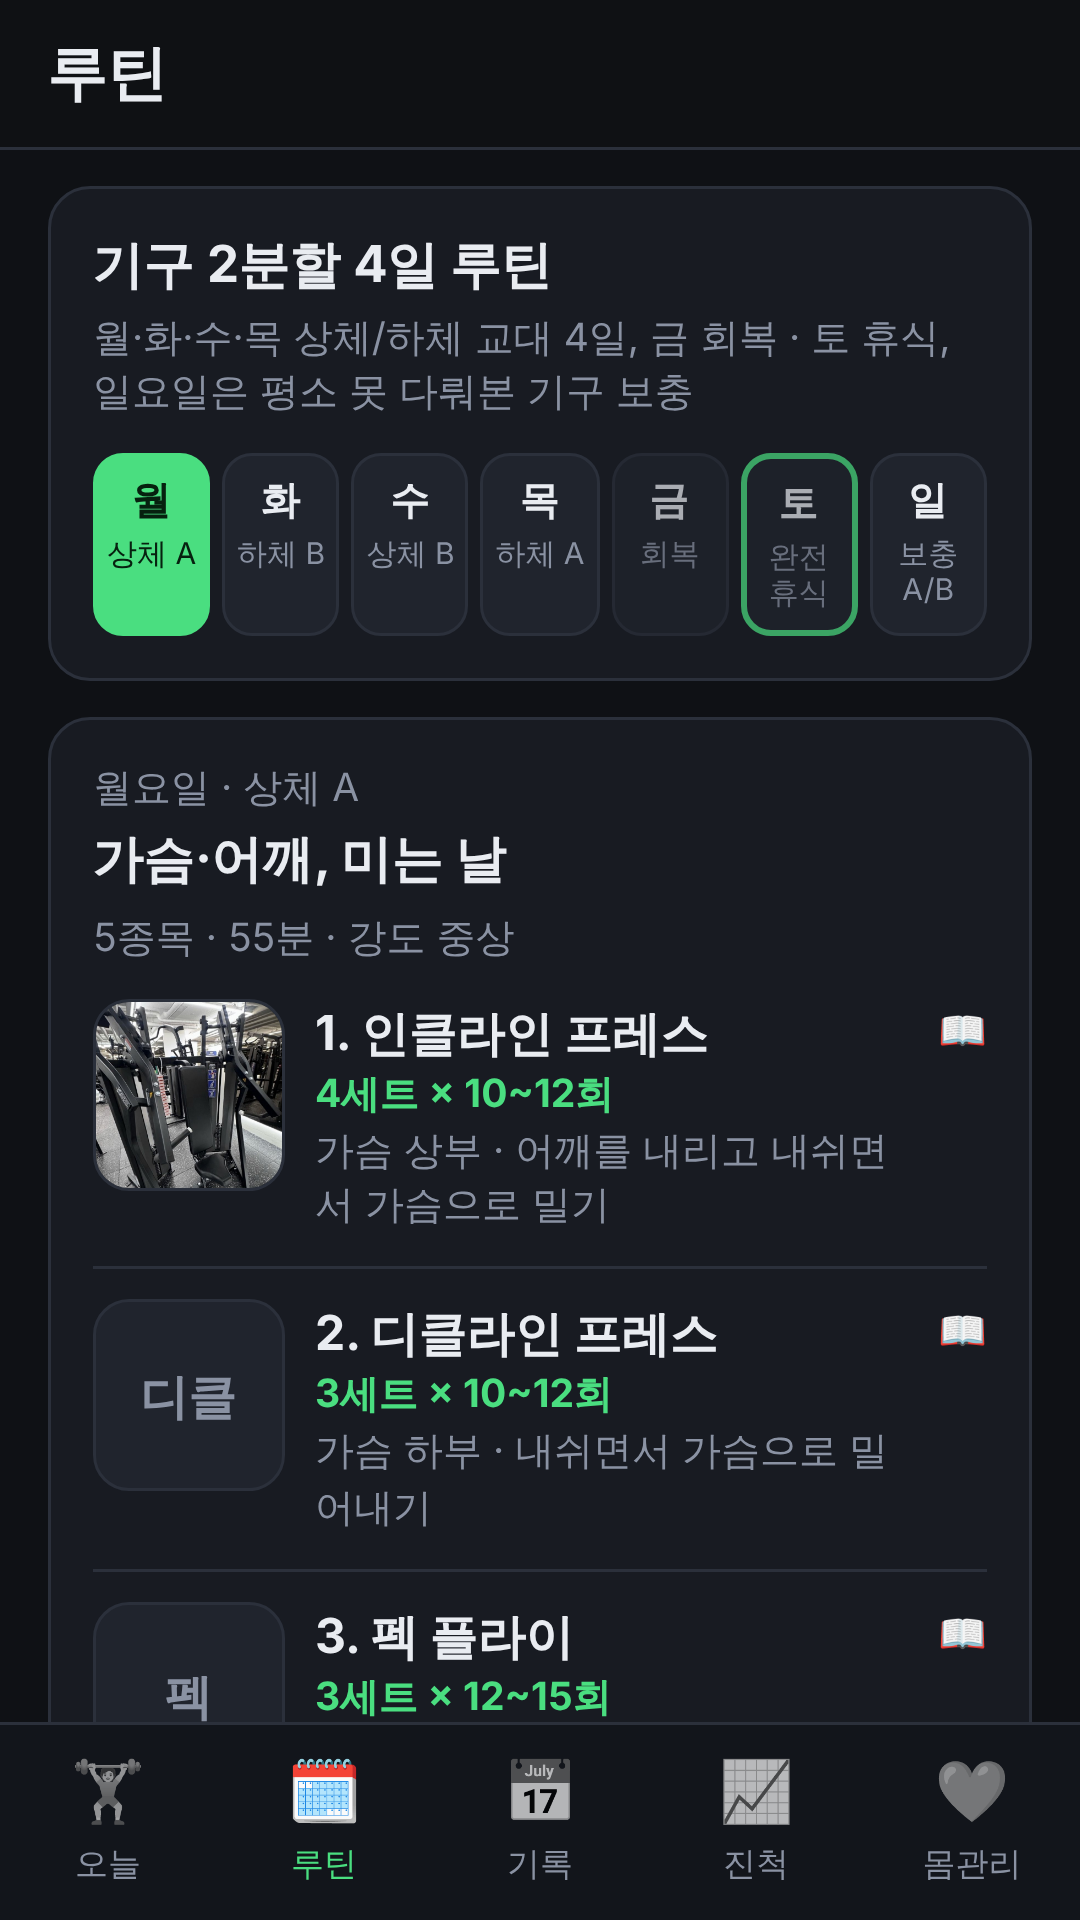 루틴
기구 2분할 4일 루틴
월·화·수·목 상체/하체 교대 4일, 금 회복 · 토 휴식,
일요일은 평소 못 다뤄본 기구 보충
월 화 수 목 금 토 일
상체 A 하체 B 상체 B 하체 A 회복 완전 보충
휴식 A/B
월요일 · 상체 A
가슴·어깨, 미는 날
5종목 · 55분 · 강도 중상
1. 인클라인 프레스
4세트 × 10~12회
가슴 상부 · 어깨를 내리고 내쉬면
서 가슴으로 밀기
디클
2. 디클라인 프레스
3세트 × 10~12회
가슴 하부 · 내쉬면서 가슴으로 밀
어내기
펙
3. 펙 플라이
3세트 × 12~15회
July
17
오늘 루틴 기록 진척 몸관리